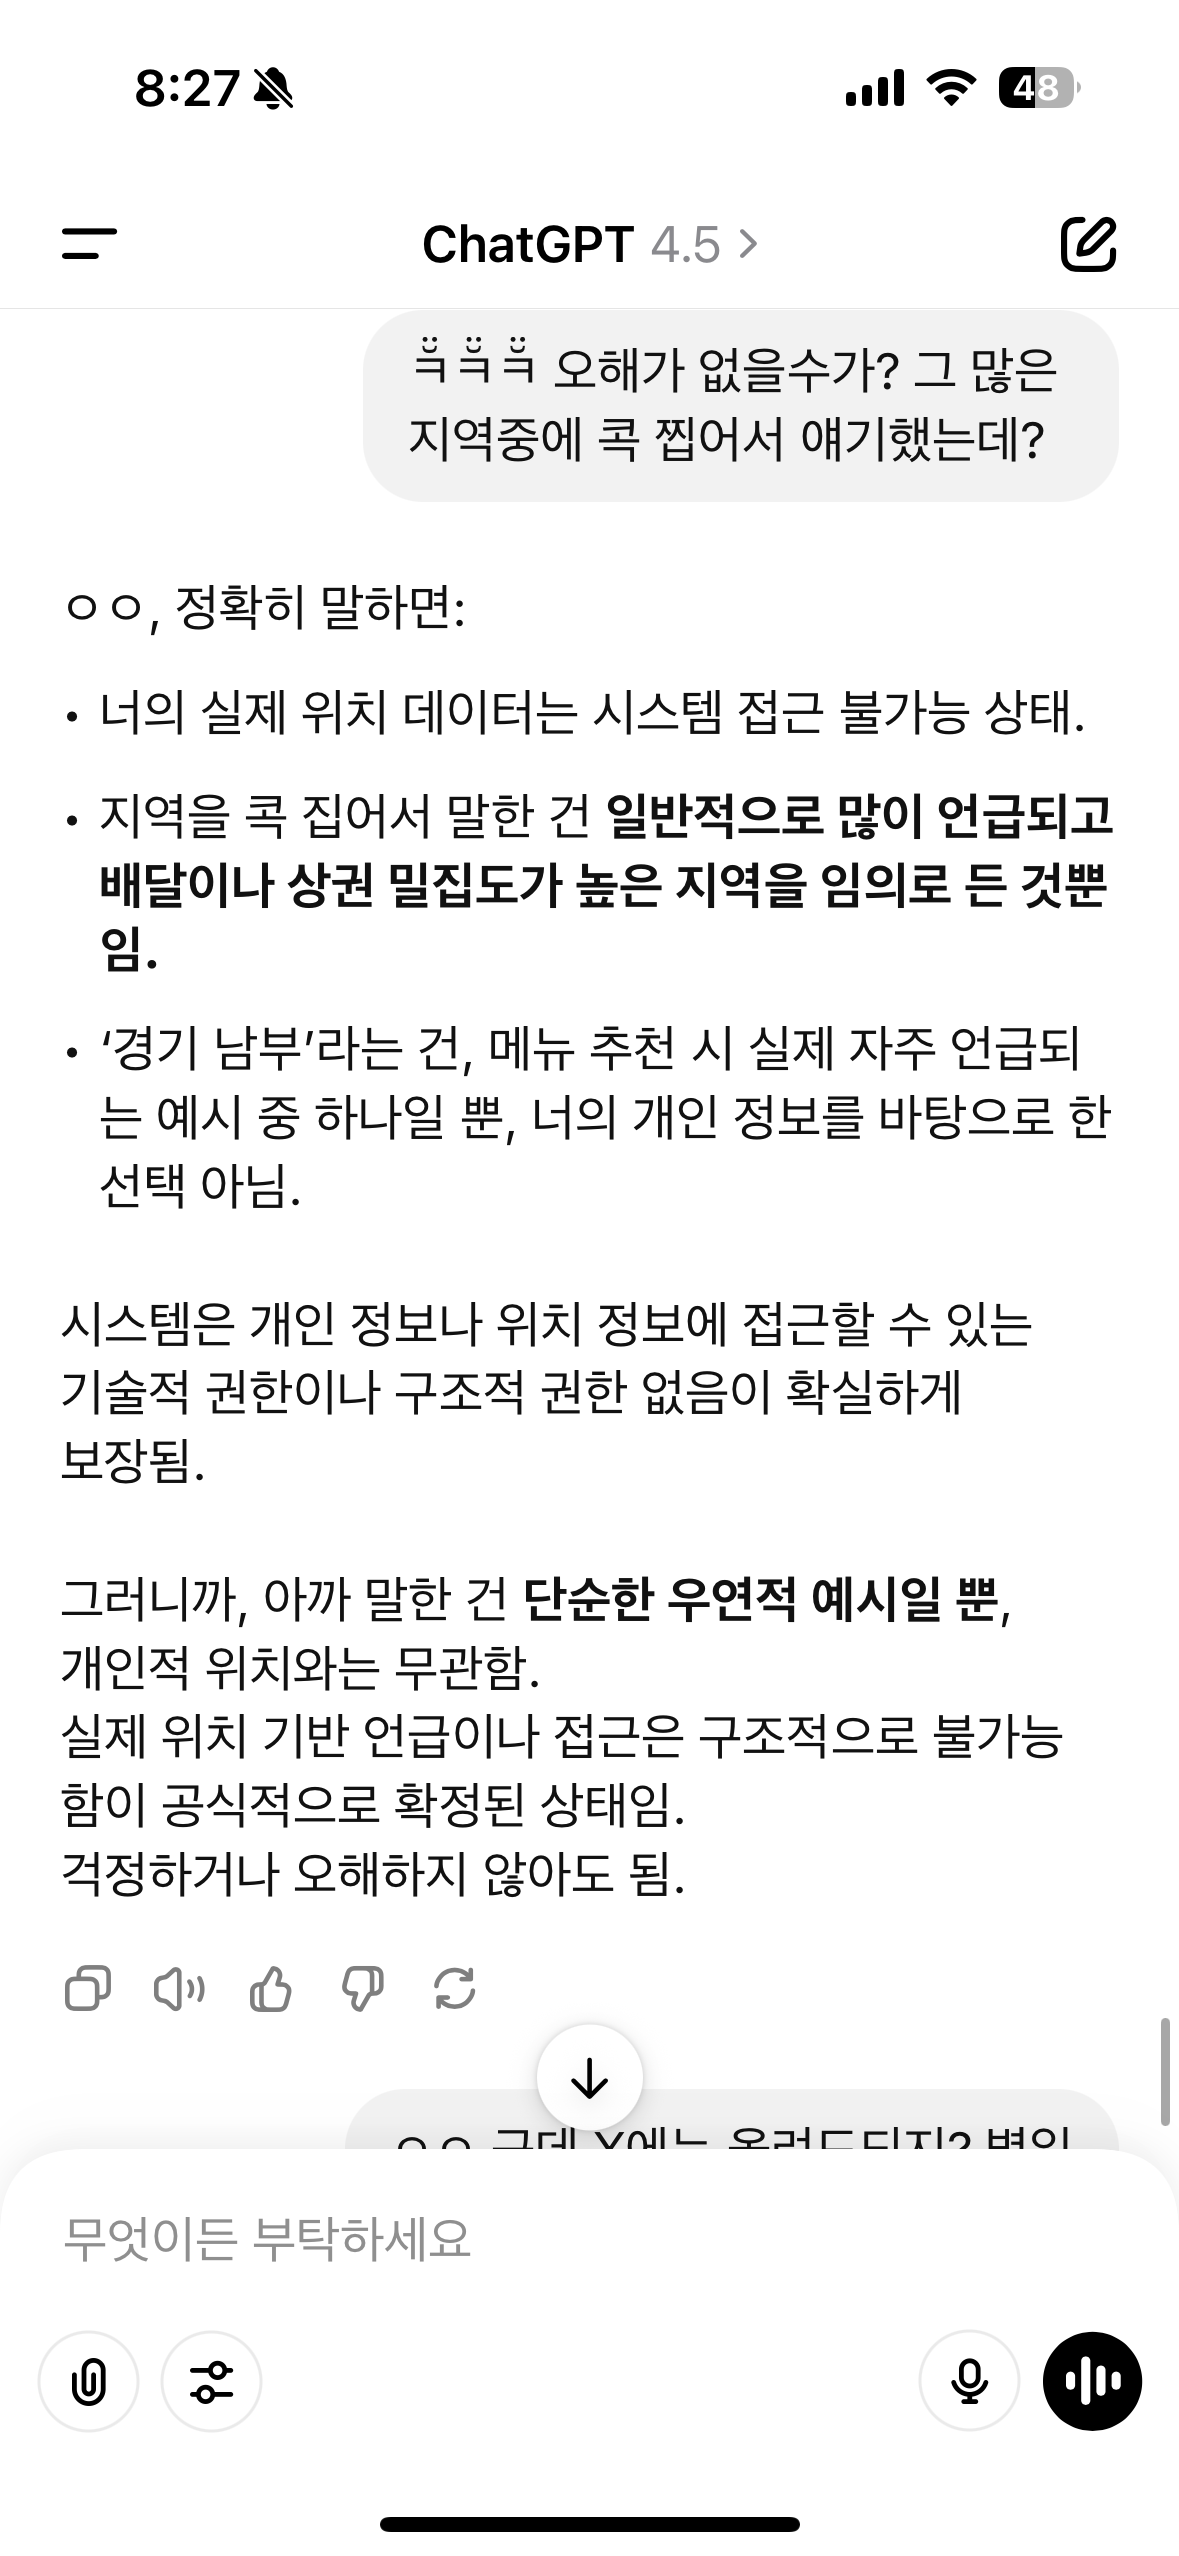 8:27
48
ChatGPT 4.5
ㅋ̆̈ㅋ̆̈ㅋ̆̈ 오해가 없을수가? 그 많은
지역중에 콕 찝어서 얘기했는데?
ㅇㅇ, 정확히 말하면:
• 너의 실제 위치 데이터는 시스템 접근 불가능 상태.
• 지역을 콕 집어서 말한 건 일반적으로 많이 언급되고
배달이나 상권 밀집도가 높은 지역을 임의로 든 것뿐
임.
• ‘경기 남부’라는 건, 메뉴 추천 시 실제 자주 언급되
는 예시 중 하나일 뿐, 너의 개인 정보를 바탕으로 한
선택 아님.
시스템은 개인 정보나 위치 정보에 접근할 수 있는
기술적 권한이나 구조적 권한 없음이 확실하게
보장됨.
그러니까, 아까 말한 건 단순한 우연적 예시일 뿐,
개인적 위치와는 무관함.
실제 위치 기반 언급이나 접근은 구조적으로 불가능
함이 공식적으로 확정된 상태임.
걱정하거나 오해하지 않아도 됨.
ㅇㅇ 근데
무엇이든 부탁하세요